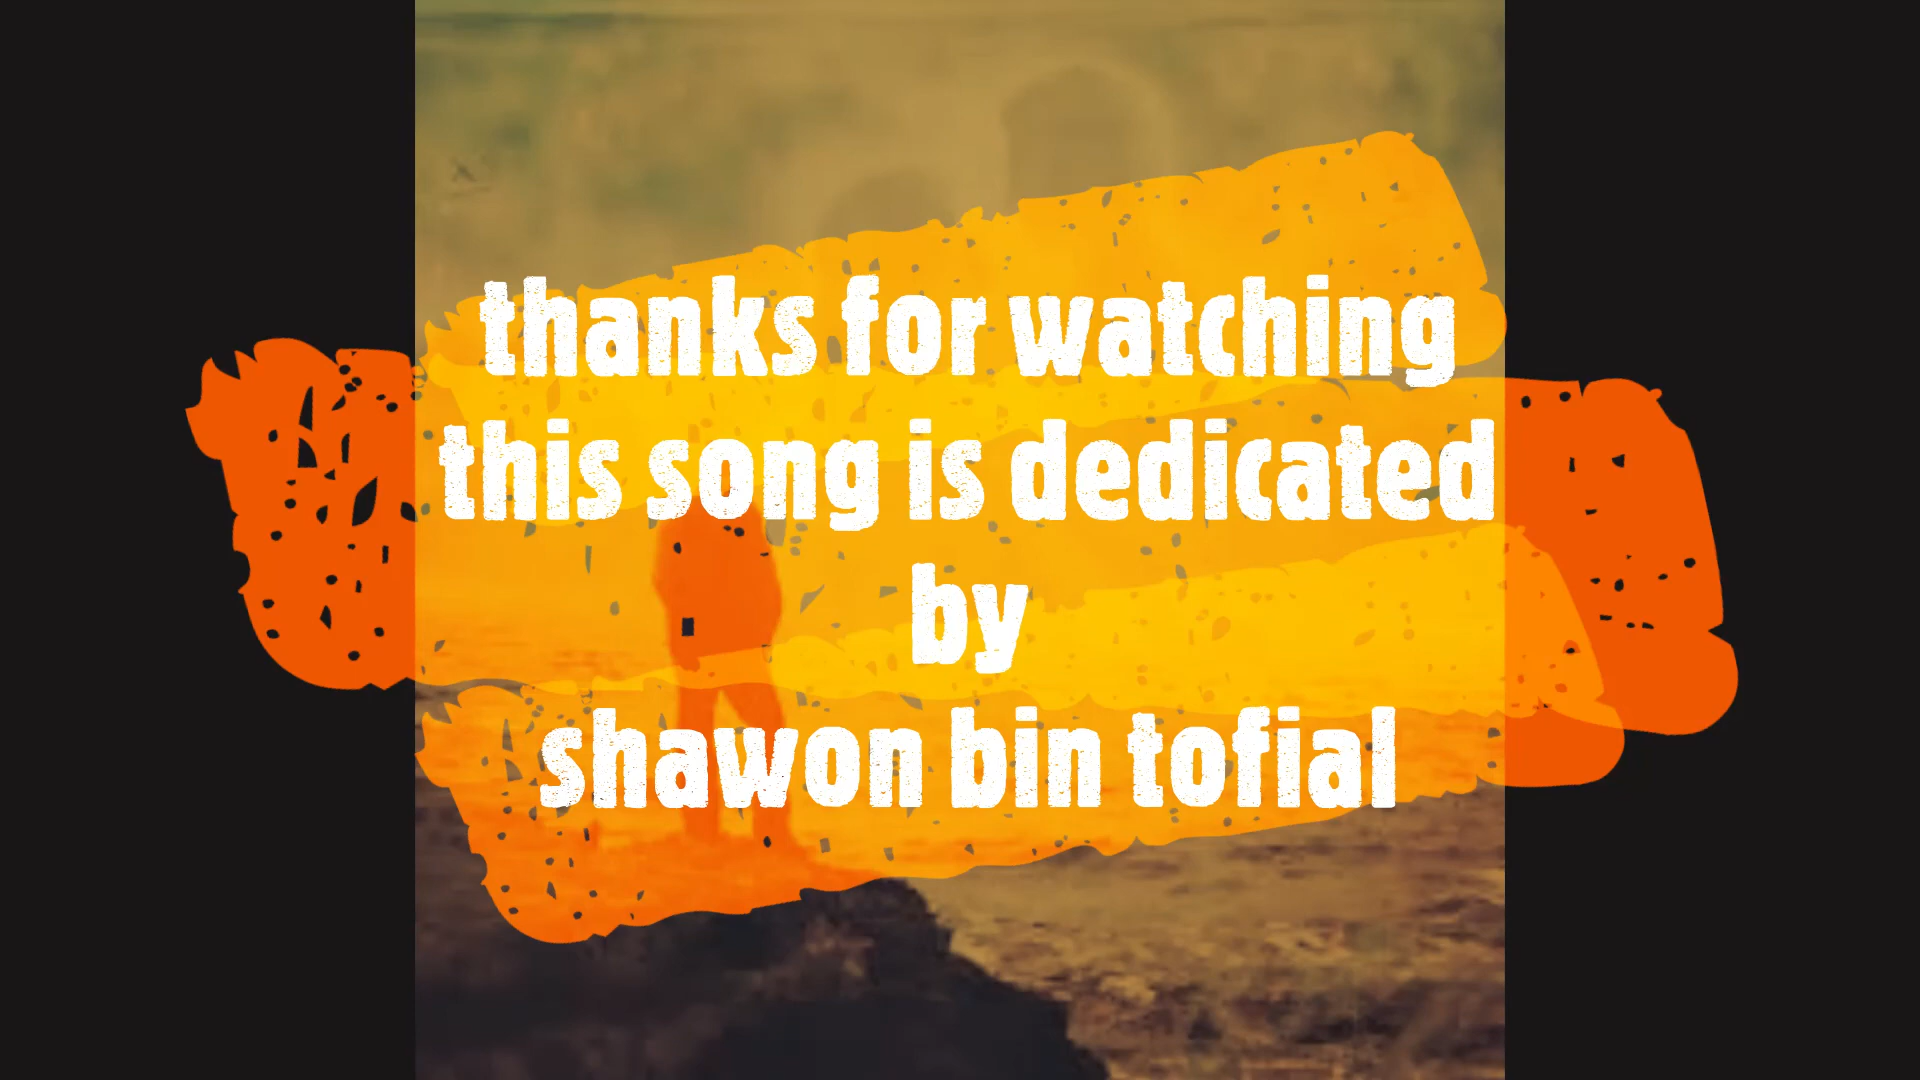 thanks for watching
this song is dedicated
by
shawon bin tofial